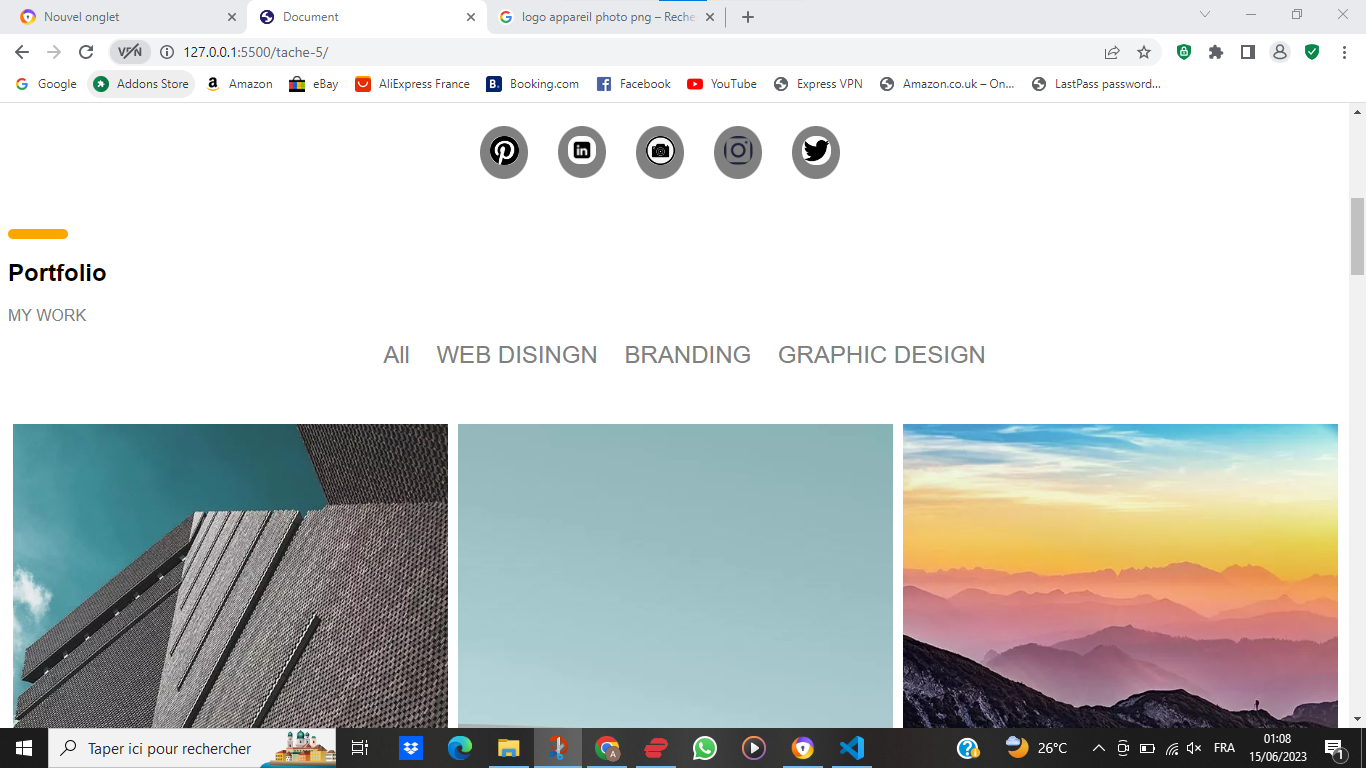 Nouvel onglet
Document
logo appareil photo png – Reche
VPN
127.0.0.1:5500/tache-5/
Google
Addons Store
Amazon
eBay
AliExpress France
Booking.com
Facebook
YouTube
Express VPN
Amazon.co.uk – On...
LastPass password...
Portfolio
MY WORK
All WEB DISINGN BRANDING GRAPHIC DESIGN
Taper ici pour rechercher
26°C
FRA
01:08
15/06/2023
1